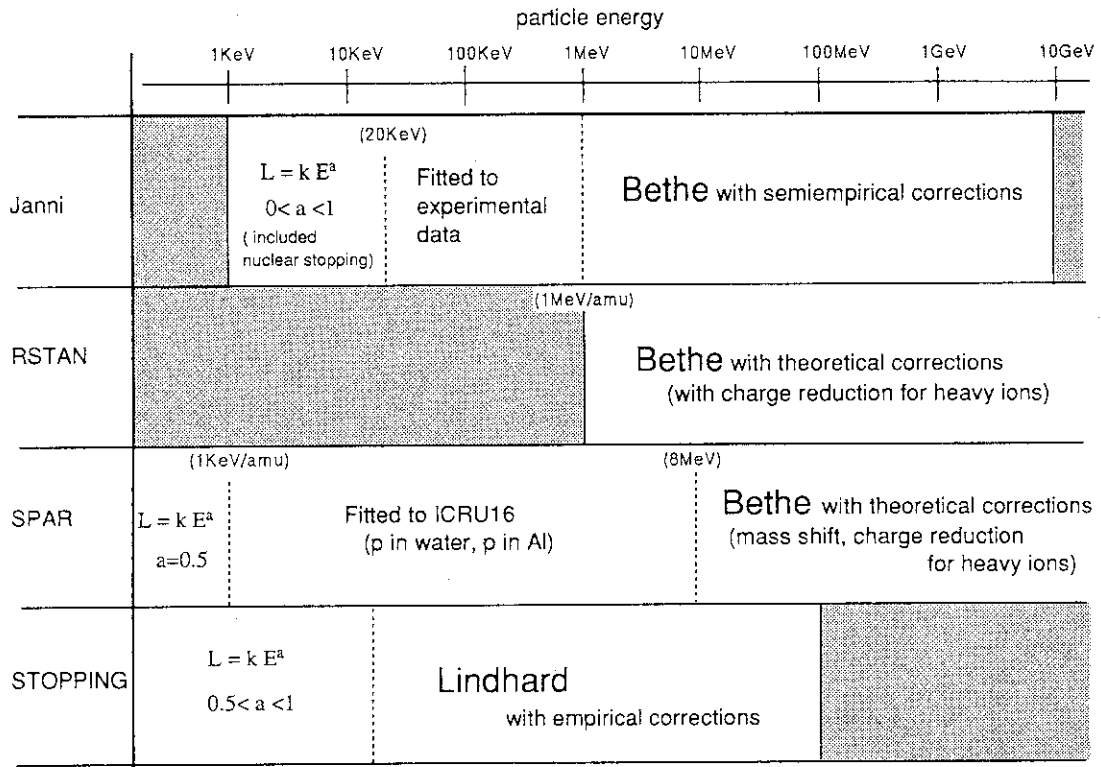 particle energy
1KeV 10KeV 100KeV 1MeV 10MeV 100MeV 1GeV 10GeV
Janni
L = k Eᵃ
0< a <1
( included
nuclear stopping)
(20KeV)
Fitted to
experimental
data
Bethe with semiempirical corrections
RSTAN
(1MeV/amu)
Bethe with theoretical corrections
(with charge reduction for heavy ions)
SPAR
L = k Eᵃ
a=0.5
(1KeV/amu)
Fitted to ICRU16
(p in water, p in Al)
(8MeV)
Bethe with theoretical corrections
(mass shift, charge reduction
for heavy ions)
STOPPING
L = k Eᵃ
0.5< a <1
Lindhard
with empirical corrections